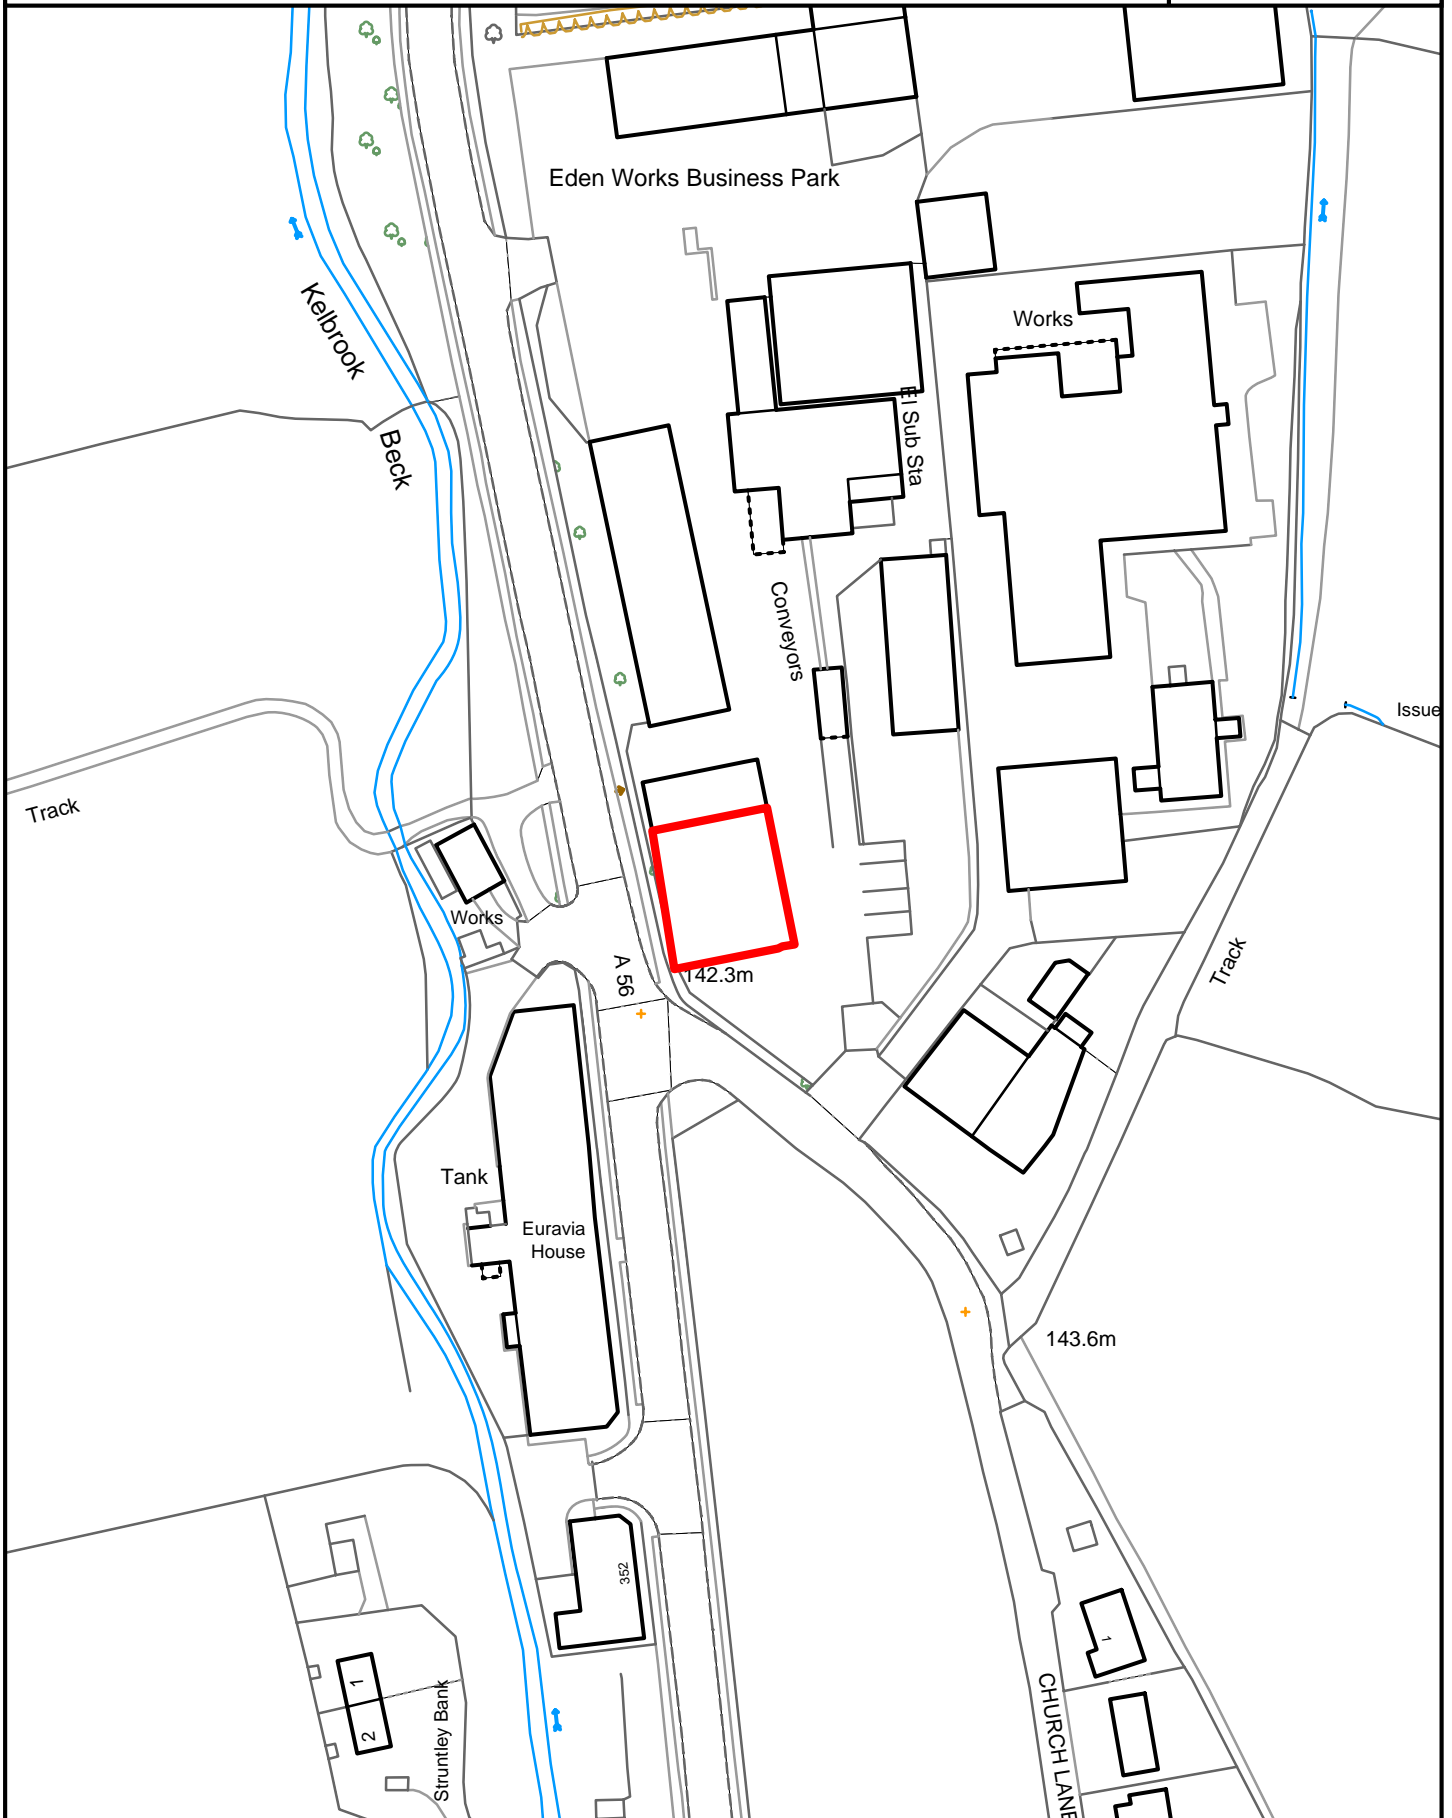 Eden Works Business Park
Kelbrook
Beck
Works
El Sub Sta
Conveyors
Issue
Track
Works
A 56
142.3m
Track
Tank
Euravia
House
143.6m
352
1
1
2
Struntley Bank
CHURCH LANE